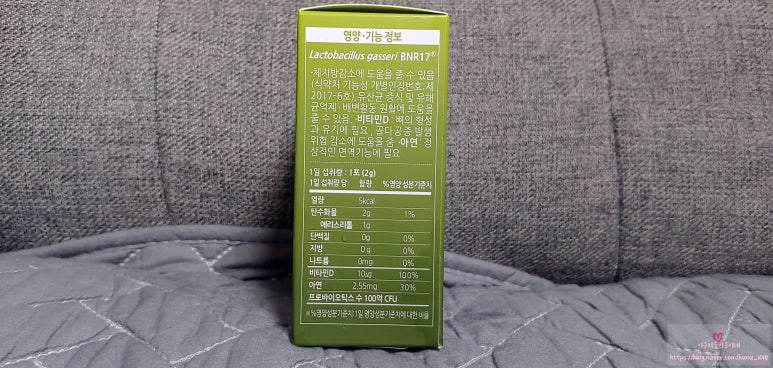 영양·기능 정보
Lactobacillus gasseri BNR17®
·체지방감소에 도움을 줄 수 있음
(식약처 기능성 개별인정번호:제
2017-6호), 유산균 증식 및 유해
균억제·배변활동 원활에 도움을
줄 수 있음 ·비타민D : 뼈의 형성
과 유지에 필요, 골다공증 발생
위험 감소에 도움을 줌 ·아연 : 정
상적인 면역기능에 필요
1일 섭취량 : 1포 (2g)
1일 섭취량 당 함량 %영양성분기준치
열량 5kcal
탄수화물 2g 1%
에리스리톨 1g
단백질 0g 0%
지방 0g 0%
나트륨 0mg 0%
비타민D 10㎍ 100%
아연 2.55mg 30%
프로바이오틱스 수 100억 CFU
※%영양성분기준치: 1일 영양성분기준치에 대한 비율